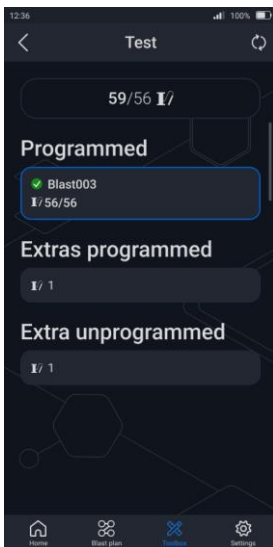 12:36
100%
Test
59/56
Programmed
Blast003
56/56
Extras programmed
1
Extra unprogrammed
1
Home Blast plan Toolbox Settings